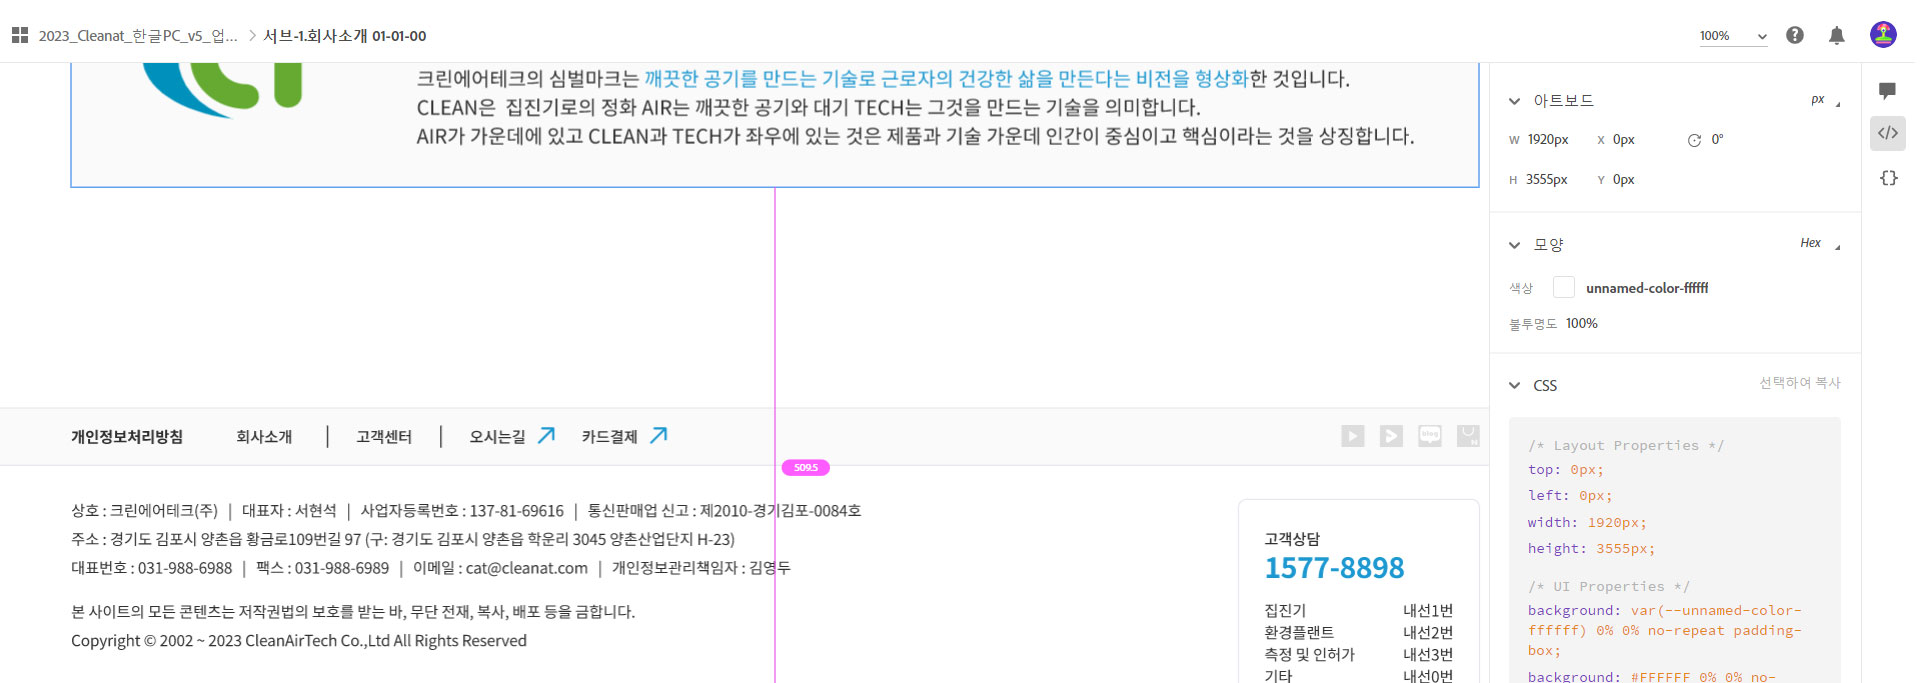 2023_Cleanat_한글PC_v5_업... > 서브-1.회사소개 01-01-00
100%
크린에어테크의 심벌마크는 깨끗한 공기를 만드는 기술로 근로자의 건강한 삶을 만든다는 비전을 형상화한 것입니다.
CLEAN은 집진기로의 정화 AIR는 깨끗한 공기와 대기 TECH는 그것을 만드는 기술을 의미합니다.
AIR가 가운데에 있고 CLEAN과 TECH가 좌우에 있는 것은 제품과 기술 가운데 인간이 중심이고 핵심이라는 것을 상징합니다.
개인정보처리방침 회사소개 | 고객센터 | 오시는길 카드결제
blog
509.5
상호 : 크린에어테크(주) | 대표자 : 서현석 | 사업자등록번호 : 137-81-69616 | 통신판매업 신고 : 제2010-경기김포-0084호
주소 : 경기도 김포시 양촌읍 황금로109번길 97 (구: 경기도 김포시 양촌읍 학운리 3045 양촌산업단지 H-23)
대표번호 : 031-988-6988 | 팩스 : 031-988-6989 | 이메일 : cat@cleanat.com | 개인정보관리책임자 : 김영두
본 사이트의 모든 콘텐츠는 저작권법의 보호를 받는 바, 무단 전재, 복사, 배포 등을 금합니다.
Copyright © 2002 ~ 2023 CleanAirTech Co.,Ltd All Rights Reserved
고객상담
1577-8898
집진기 내선1번
환경플랜트 내선2번
측정 및 인허가 내선3번
기타 내선0번
아트보드 px
W 1920px X 0px 0°
H 3555px Y 0px
모양 Hex
색상 unnamed-color-ffffff
불투명도 100%
CSS 선택하여 복사
/* Layout Properties */
top: 0px;
left: 0px;
width: 1920px;
height: 3555px;
/* UI Properties */
background: var(--unnamed-color-
ffffff) 0% 0% no-repeat padding-
box;
background: #FFFFFF 0% 0% no-